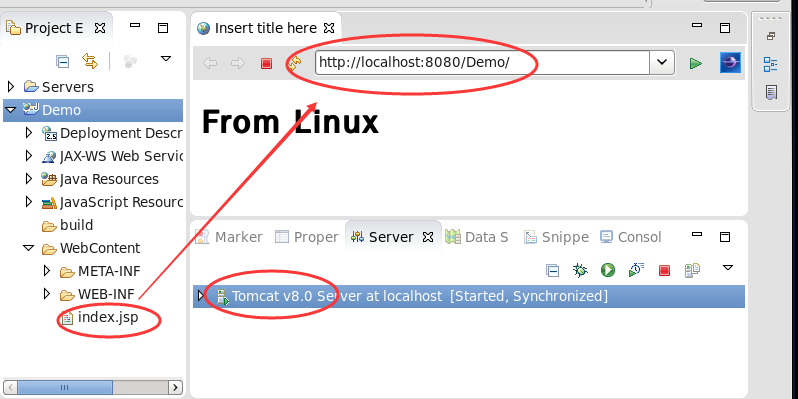 Project E
Servers
Demo
Deployment Descr
JAX-WS Web Servic
Java Resources
JavaScript Resourc
build
WebContent
META-INF
WEB-INF
index.jsp
Insert title here
http://localhost:8080/Demo/
From Linux
Marker
Proper
Server
Data S
Snippe
Consol
Tomcat v8.0 Server at localhost [Started, Synchronized]